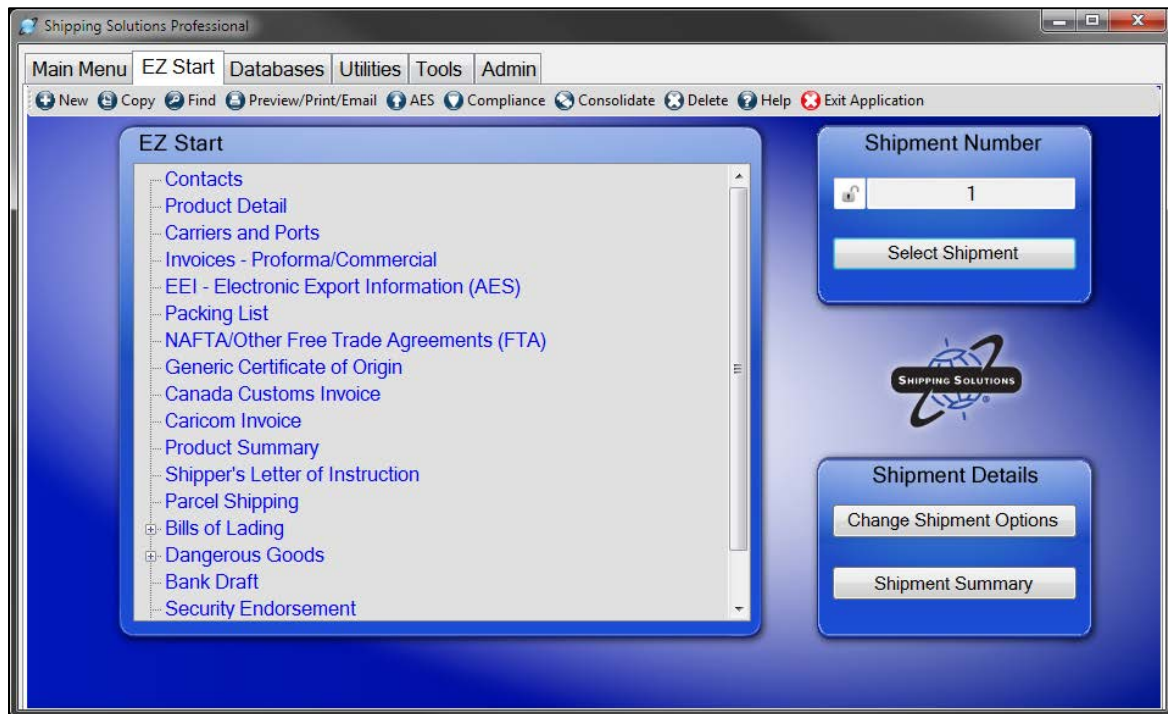 Shipping Solutions Professional
Main Menu EZ Start Databases Utilities Tools Admin
New Copy Find Preview/Print/Email AES Compliance Consolidate Delete Help Exit Application
EZ Start
Contacts
Product Detail
Carriers and Ports
Invoices - Proforma/Commercial
EEI - Electronic Export Information (AES)
Packing List
NAFTA/Other Free Trade Agreements (FTA)
Generic Certificate of Origin
Canada Customs Invoice
Caricom Invoice
Product Summary
Shipper's Letter of Instruction
Parcel Shipping
Bills of Lading
Dangerous Goods
Bank Draft
Security Endorsement
Shipment Number
1
Select Shipment
SHIPPING SOLUTIONS
®
Shipment Details
Change Shipment Options
Shipment Summary